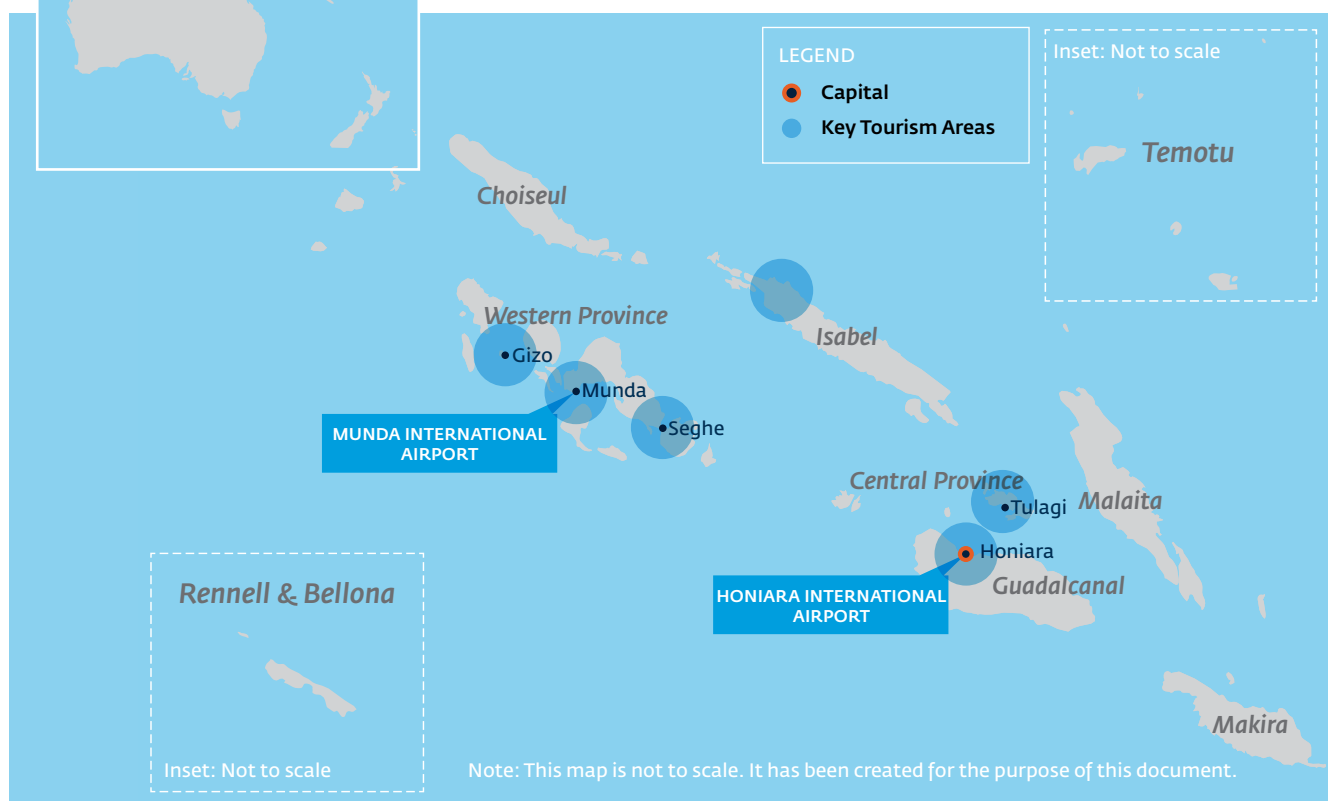 LEGEND
Capital
Key Tourism Areas
Inset: Not to scale
Temotu
Choiseul
Western Province
Isabel
Gizo
Munda
MUNDA INTERNATIONAL
AIRPORT
Seghe
Central Province
Tulagi
Malaita
Honiara
HONIARA INTERNATIONAL
AIRPORT
Guadalcanal
Rennell & Bellona
Inset: Not to scale
Makira
Note: This map is not to scale. It has been created for the purpose of this document.